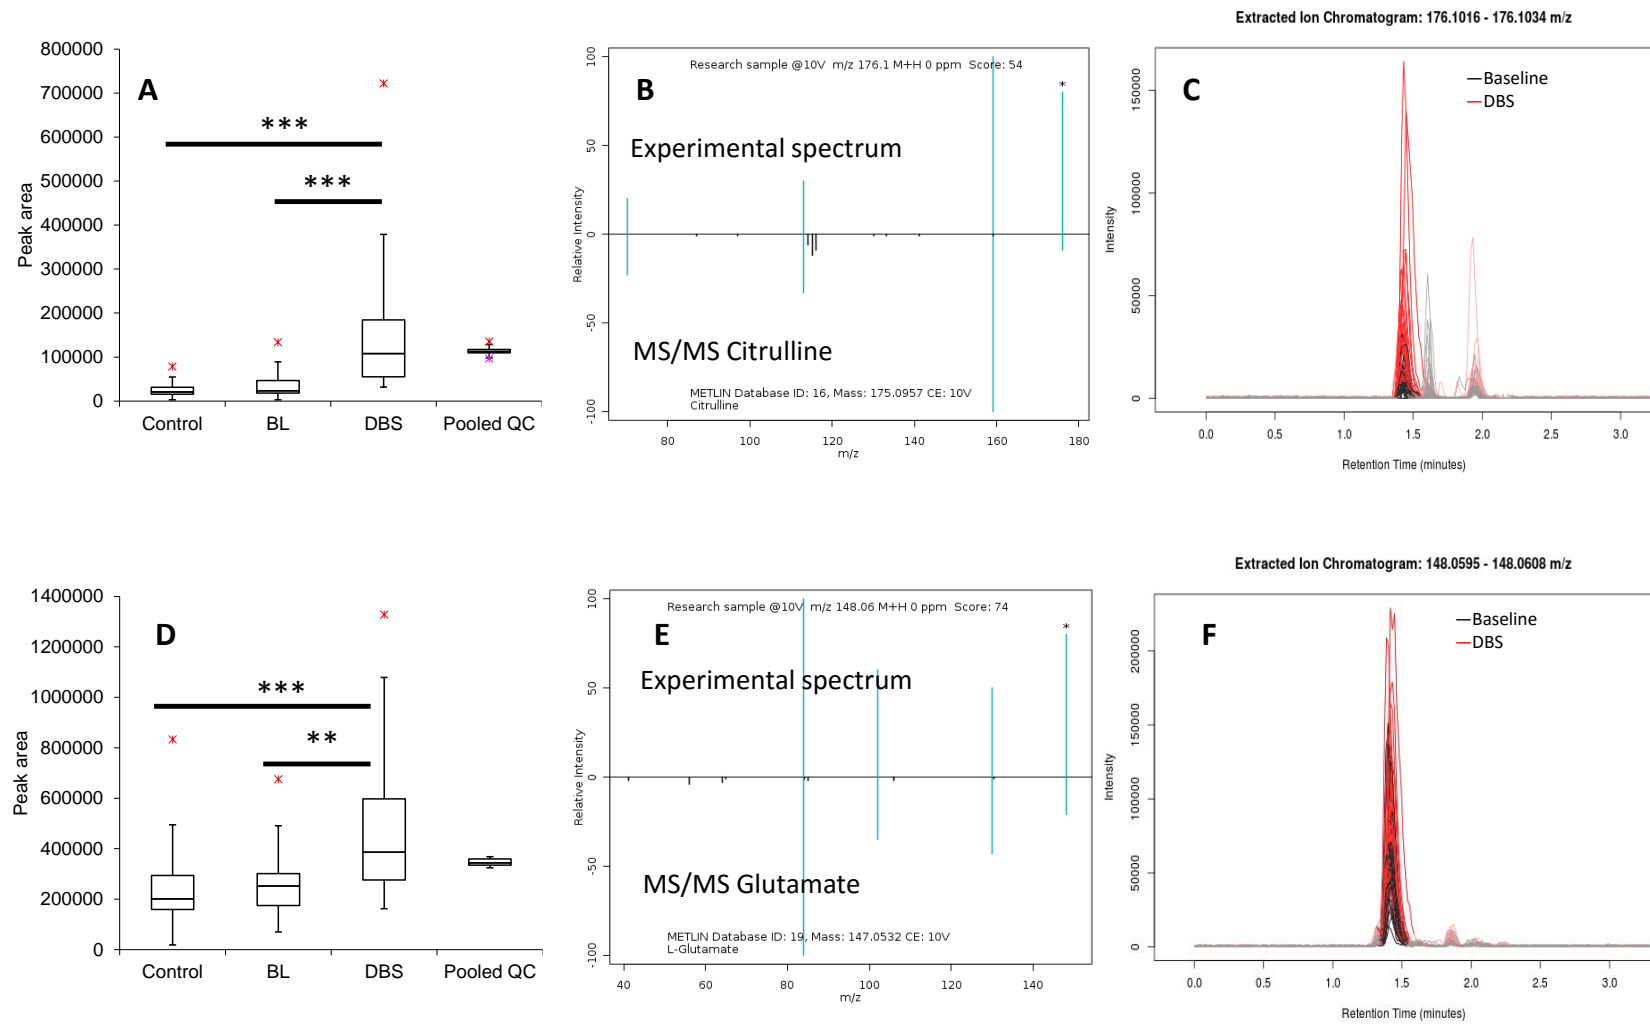 A
Peak area
800000
700000
600000
500000
400000
300000
200000
100000
0
***
***
Control BL DBS Pooled QC
B
Research sample @10V m/z 176.1 M+H 0 ppm Score: 54
*
Experimental spectrum
MS/MS Citrulline
METLIN Database ID: 16, Mass: 175.0957 CE: 10V
Citrulline
Relative Intensity
100
50
0
-50
-100
80 100 120 140 160 180
m/z
Extracted Ion Chromatogram: 176.1016 - 176.1034 m/z
C
Baseline
DBS
Intensity
150000
100000
50000
0
0.0 0.5 1.0 1.5 2.0 2.5 3.0
Retention Time (minutes)
D
Peak area
1400000
1200000
1000000
800000
600000
400000
200000
0
***
**
Control BL DBS Pooled QC
E
Research sample @10V m/z 148.06 M+H 0 ppm Score: 74
*
Experimental spectrum
MS/MS Glutamate
METLIN Database ID: 19, Mass: 147.0532 CE: 10V
L-Glutamate
Relative Intensity
100
50
0
-50
-100
40 60 80 100 120 140
m/z
Extracted Ion Chromatogram: 148.0595 - 148.0608 m/z
F
Baseline
DBS
Intensity
200000
150000
100000
50000
0
0.0 0.5 1.0 1.5 2.0 2.5 3.0
Retention Time (minutes)